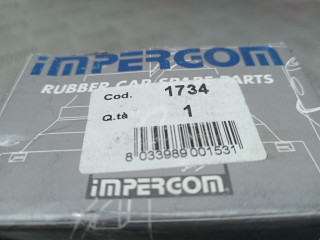 IMPERGOM
RUBBER CAR SPARE PARTS
Cod. 1734
Q.tà 1
8 033989 001531
IMPERGOM